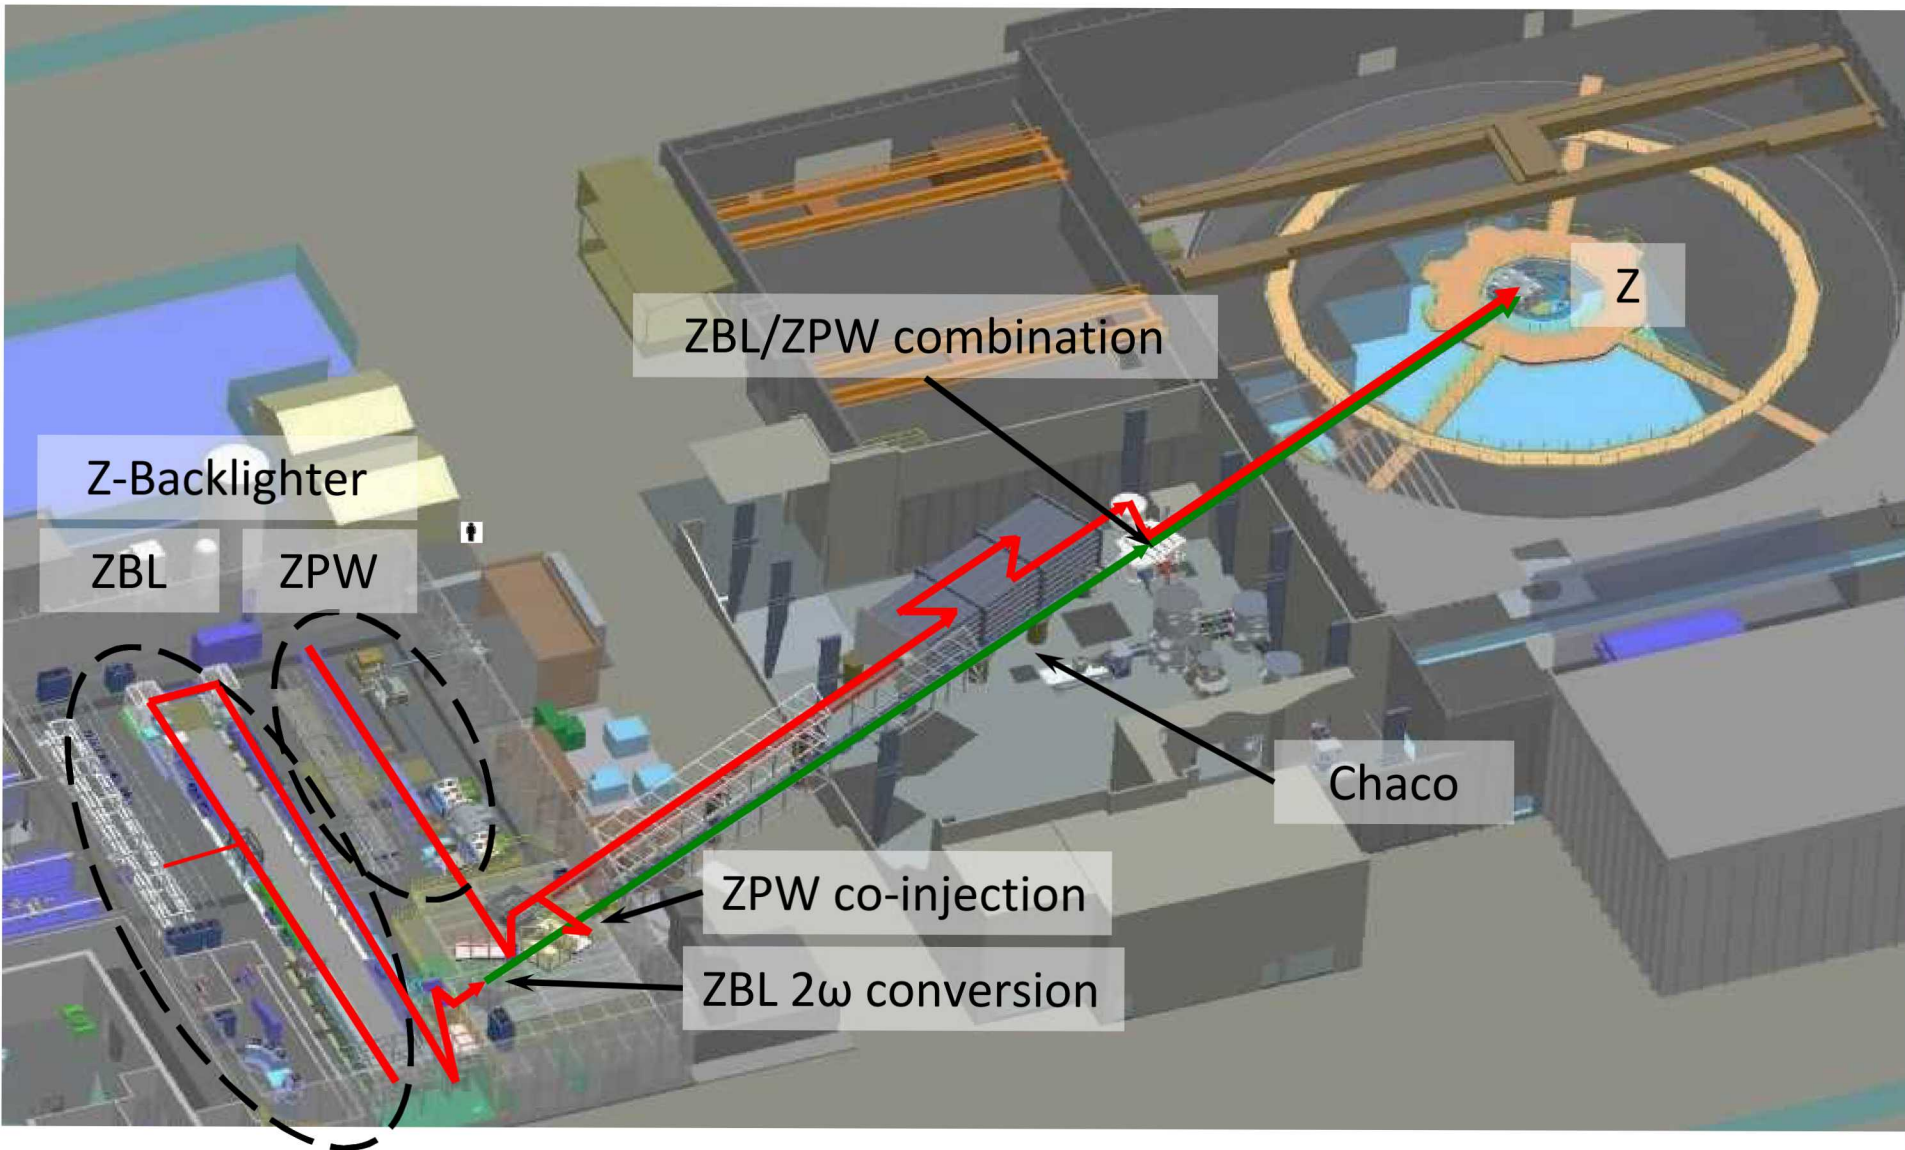 Z
ZBL/ZPW combination
Z-Backlighter
ZBL
ZPW
Chaco
ZPW co-injection
ZBL 2ω conversion